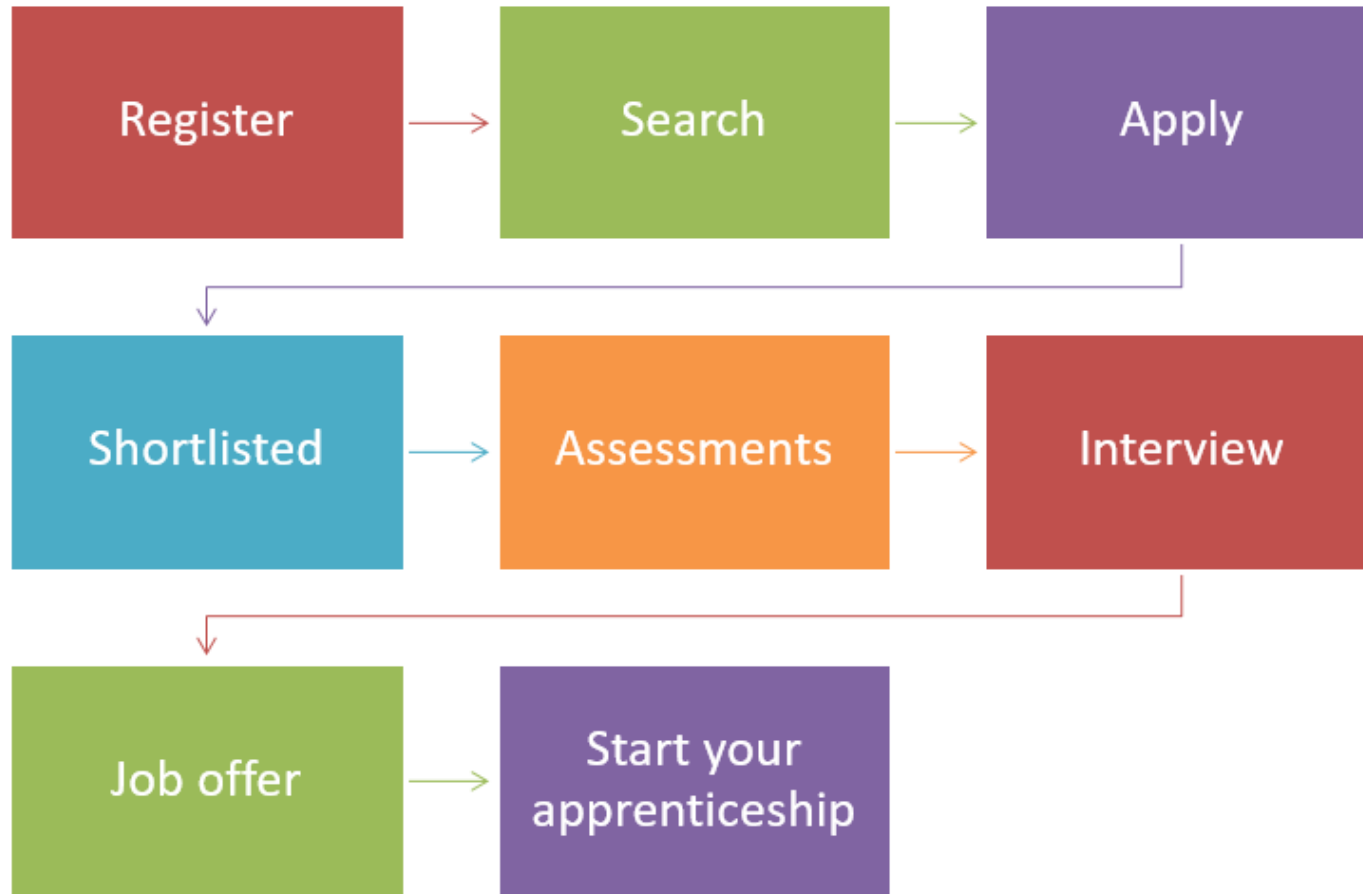 Register
Search
Apply
Shortlisted
Assessments
Interview
Job offer
Start your
apprenticeship